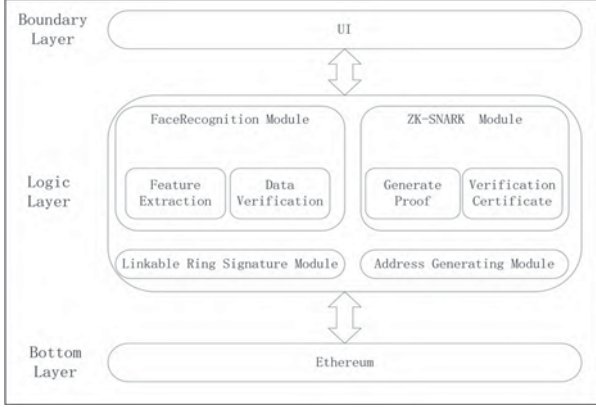 Boundary
Layer
UI
FaceRecognition Module
ZK-SNARK Module
Logic
Layer
Feature
Extraction
Data
Verification
Generate
Proof
Verification
Certificate
Linkable Ring Signature Module
Address Generating Module
Bottom
Layer
Ethereum